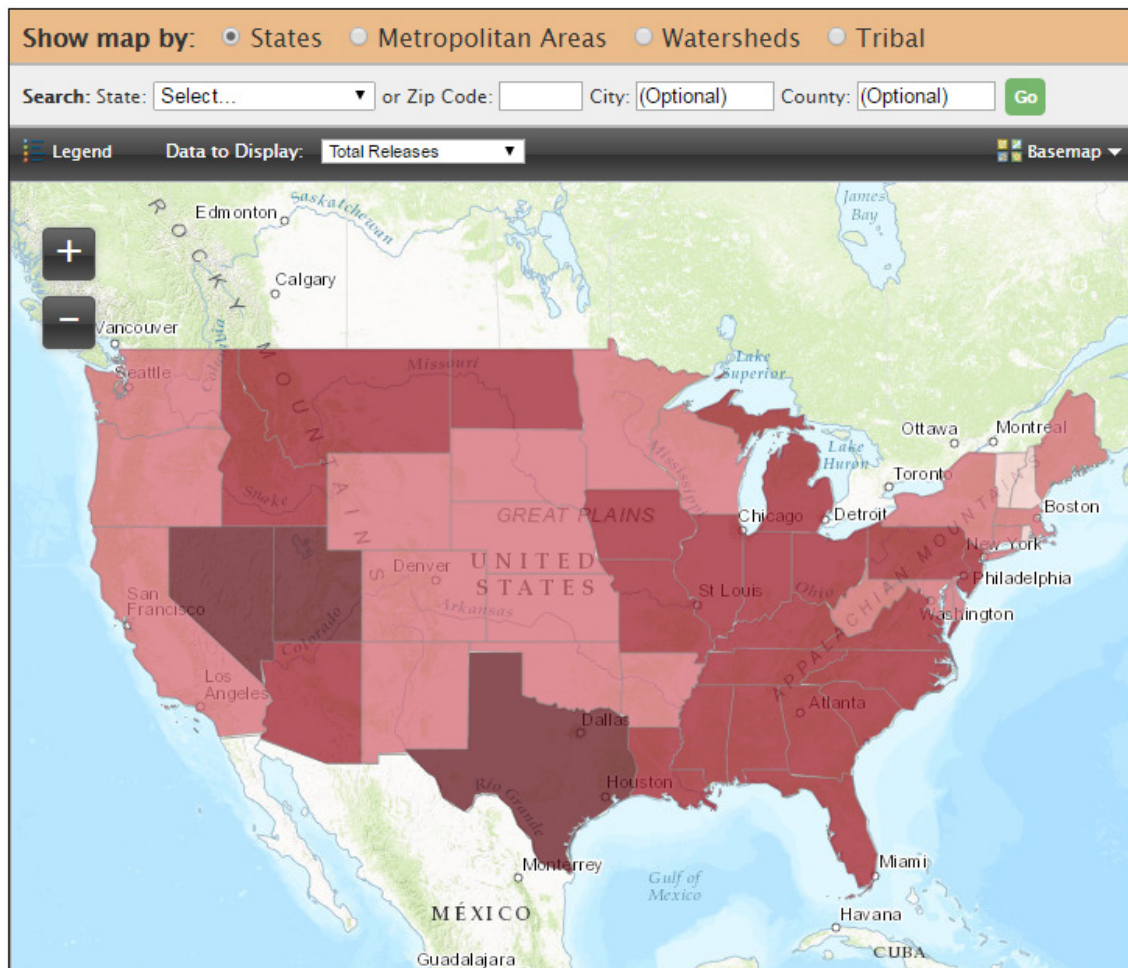 Show map by: States Metropolitan Areas Watersheds Tribal
Search: State: Select... or Zip Code: City: (Optional) County: (Optional) Go
Legend Data to Display: Total Releases Basemap
Edmonton
Saskatchewan
James
Bay
ROCKY MOUNTAINS
+
Calgary
−
Vancouver
Columbia
Seattle
Missouri
Lake
Superior
Ottawa
Montreal
Lake
Huron
Toronto
Mississippi
Snake
GREAT PLAINS
Chicago
Detroit
Boston
New York
APPALACHIAN MOUNTAINS
Denver
UNITED
STATES
San
Francisco
St Louis
Ohio
Philadelphia
Washington
Arkansas
Colorado
Los
Angeles
Atlanta
Dallas
Houston
Rio Grande
Monterrey
Gulf of
Mexico
Miami
MÉXICO
Havana
CUBA
Guadalajara